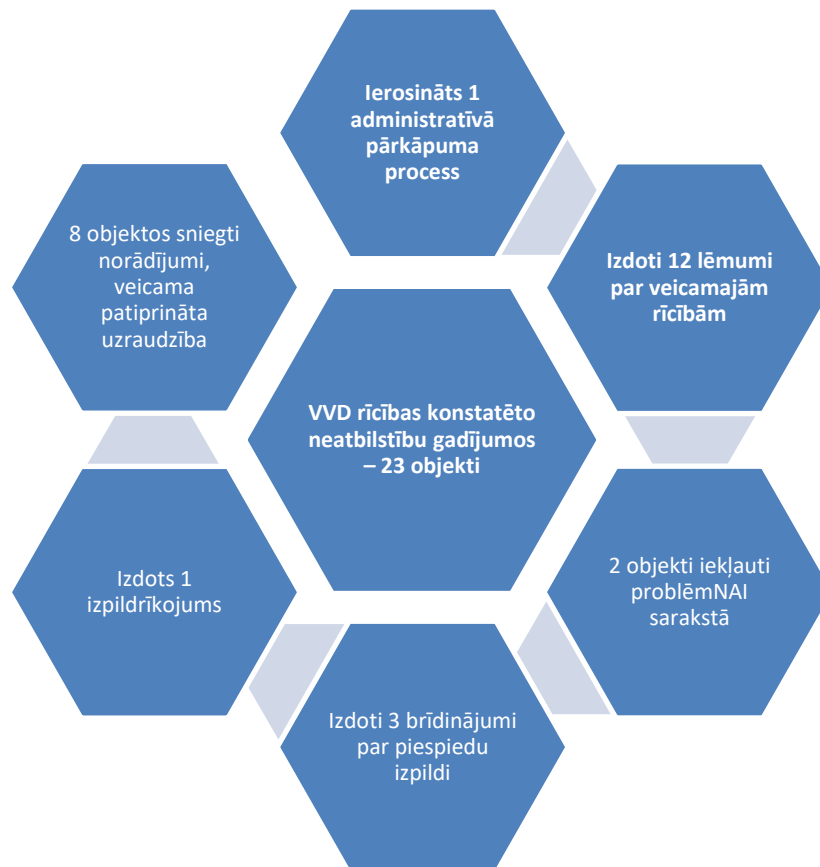 Ierosināts 1
administratīvā
pārkāpuma
process
Izdoti 12 lēmumi
par veicamajām
rīcībām
2 objekti iekļauti
problēmNAI
sarakstā
Izdoti 3 brīdinājumi
par piespiedu
izpildi
Izdots 1
izpildrīkojums
8 objektos sniegti
norādījumi,
veicama
patiprināta
uzraudzība
VVD rīcības konstatēto
neatbilstību gadījumos
– 23 objekti